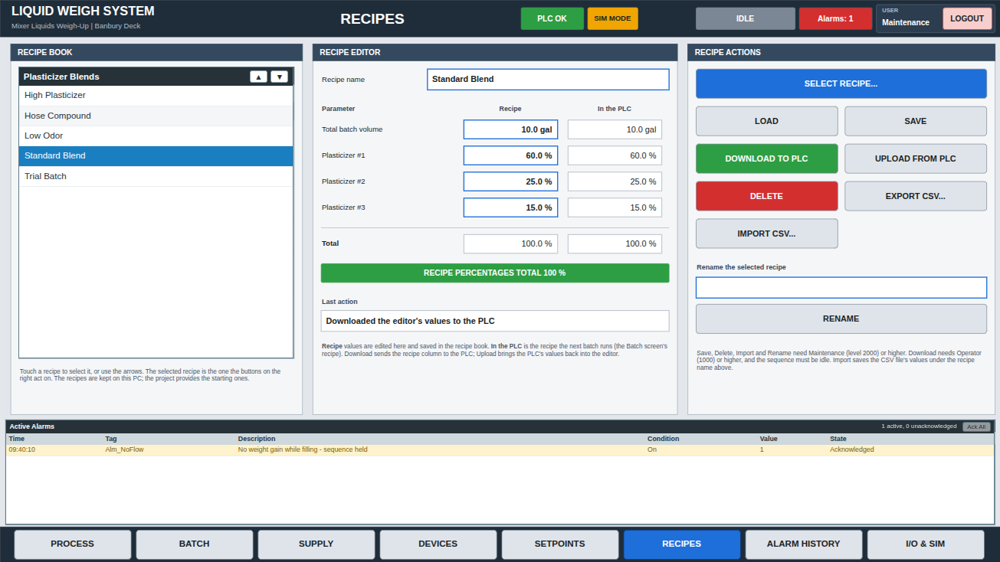 LIQUID WEIGH SYSTEM
Mixer Liquids Weigh-Up | Banbury Deck
RECIPES
PLC OK
SIM MODE
IDLE
Alarms: 1
USER
Maintenance
LOGOUT
RECIPE BOOK
Plasticizer Blends
▲
▼
High Plasticizer
Hose Compound
Low Odor
Standard Blend
Trial Batch
Touch a recipe to select it, or use the arrows. The selected recipe is the one the buttons on the
right act on. The recipes are kept on this PC; the project provides the starting ones.
RECIPE EDITOR
Recipe name
Standard Blend
Parameter Recipe In the PLC
Total batch volume 10.0 gal 10.0 gal
Plasticizer #1 60.0 % 60.0 %
Plasticizer #2 25.0 % 25.0 %
Plasticizer #3 15.0 % 15.0 %
Total 100.0 % 100.0 %
RECIPE PERCENTAGES TOTAL 100 %
Last action
Downloaded the editor's values to the PLC
Recipe values are edited here and saved in the recipe book. In the PLC is the recipe the next batch runs (the Batch screen's
recipe). Download sends the recipe column to the PLC; Upload brings the PLC's values back into the editor.
RECIPE ACTIONS
SELECT RECIPE...
LOAD
SAVE
DOWNLOAD TO PLC
UPLOAD FROM PLC
DELETE
EXPORT CSV...
IMPORT CSV...
Rename the selected recipe
RENAME
Save, Delete, Import and Rename need Maintenance (level 2000) or higher. Download needs Operator
(1000) or higher, and the sequence must be idle. Import saves the CSV file's values under the recipe
name above.
Active Alarms
1 active, 0 unacknowledged
Ack All
Time Tag Description Condition Value State
09:40:10 Alm_NoFlow No weight gain while filling - sequence held On 1 Acknowledged
PROCESS
BATCH
SUPPLY
DEVICES
SETPOINTS
RECIPES
ALARM HISTORY
I/O & SIM